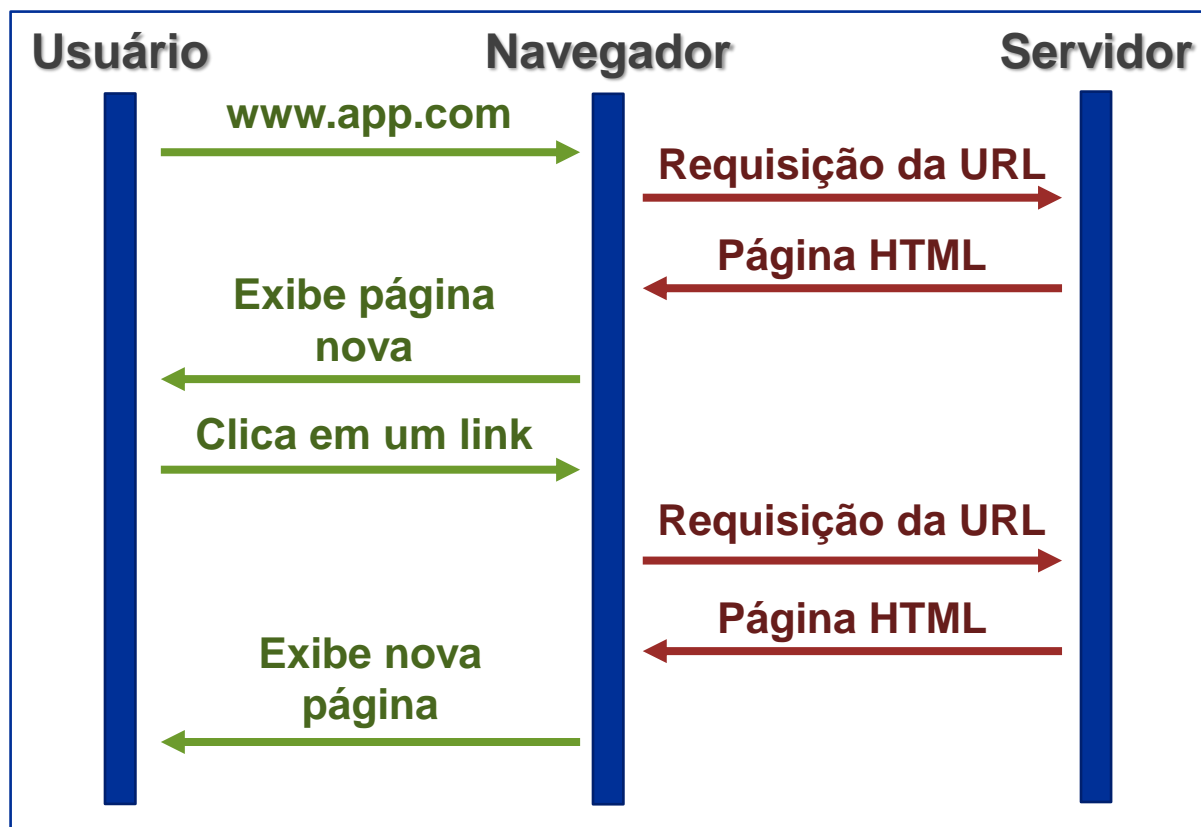 Usuário
Navegador
Servidor
www.app.com
Requisição da URL
Página HTML
Exibe página
nova
Clica em um link
Requisição da URL
Página HTML
Exibe nova
página